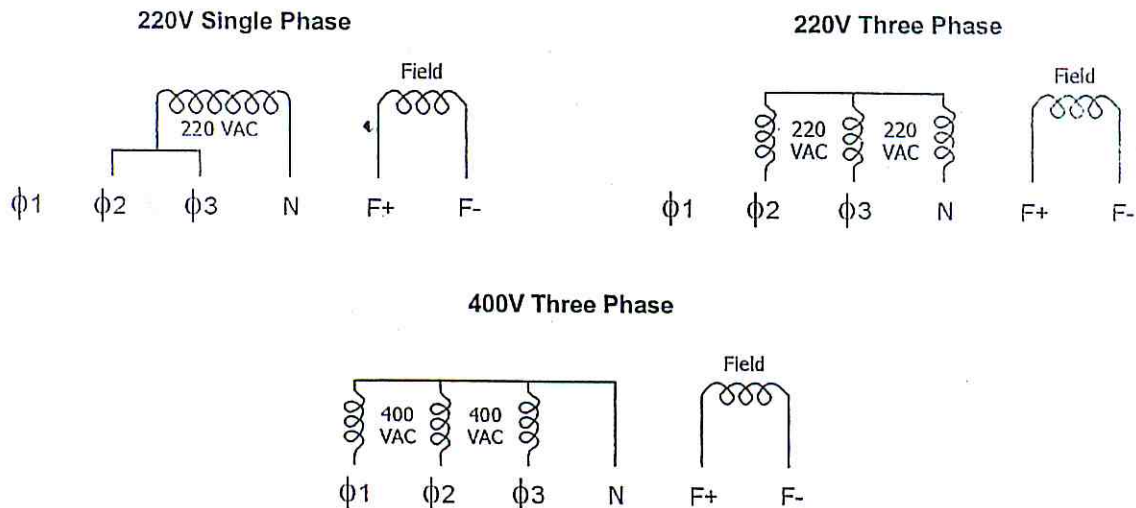 220V Single Phase
220 VAC
Field
ϕ1 ϕ2 ϕ3 N F+ F-
220V Three Phase
220 VAC
220 VAC
Field
ϕ1 ϕ2 ϕ3 N F+ F-
400V Three Phase
400 VAC
400 VAC
Field
ϕ1 ϕ2 ϕ3 N F+ F-